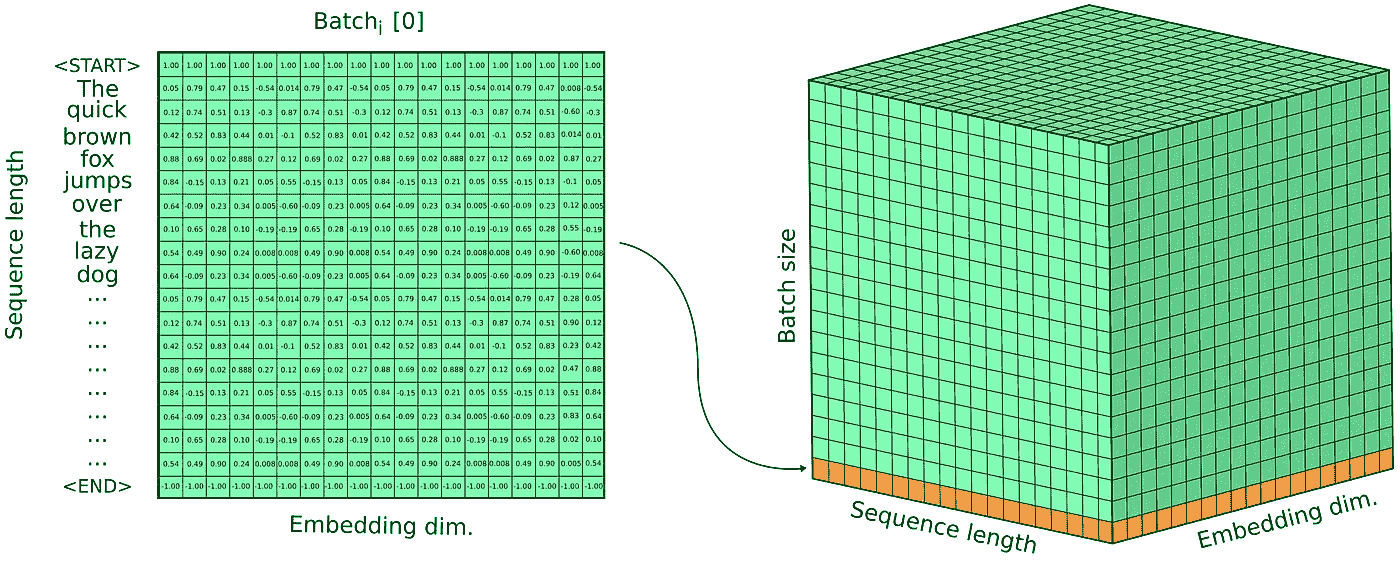 Batchⱼ [0]
Sequence length
<START> 1.00 1.00 1.00 1.00 1.00 1.00 1.00 1.00 1.00 1.00 1.00 1.00 1.00 1.00 1.00 1.00 1.00 1.00 1.00
The 0.05 0.79 0.47 0.15 -0.54 0.014 0.79 0.47 -0.54 0.05 0.79 0.47 0.15 -0.54 0.014 0.79 0.47 0.008 -0.54
quick 0.12 0.74 0.51 0.13 -0.3 0.87 0.74 0.51 -0.3 0.12 0.74 0.51 0.13 -0.3 0.87 0.74 0.51 -0.60 -0.3
brown 0.42 0.52 0.83 0.44 0.01 -0.1 0.52 0.83 0.01 0.42 0.52 0.83 0.44 0.01 -0.1 0.52 0.83 0.014 0.01
fox 0.88 0.69 0.02 0.888 0.27 0.12 0.69 0.02 0.27 0.88 0.69 0.02 0.888 0.27 0.12 0.69 0.02 0.87 0.27
jumps 0.84 -0.15 0.13 0.21 0.05 0.55 -0.15 0.13 0.05 0.84 -0.15 0.13 0.21 0.05 0.55 -0.15 0.13 -0.1 0.05
over 0.64 -0.09 0.23 0.34 0.005 -0.60 -0.09 0.23 0.005 0.64 -0.09 0.23 0.34 0.005 -0.60 -0.09 0.23 0.12 0.005
the 0.10 0.65 0.28 0.10 -0.19 -0.19 0.65 0.28 -0.19 0.10 0.65 0.28 0.10 -0.19 -0.19 0.65 0.28 0.55 -0.19
lazy 0.54 0.49 0.90 0.24 0.008 0.008 0.49 0.90 0.008 0.54 0.49 0.90 0.24 0.008 0.008 0.49 0.90 -0.60 0.008
dog 0.64 -0.09 0.23 0.34 0.005 -0.60 -0.09 0.23 0.005 0.64 -0.09 0.23 0.34 0.005 -0.60 -0.09 0.23 -0.19 0.64
... 0.05 0.79 0.47 0.15 -0.54 0.014 0.79 0.47 -0.54 0.05 0.79 0.47 0.15 -0.54 0.014 0.79 0.47 0.28 0.05
... 0.12 0.74 0.51 0.13 -0.3 0.87 0.74 0.51 -0.3 0.12 0.74 0.51 0.13 -0.3 0.87 0.74 0.51 0.90 0.12
... 0.42 0.52 0.83 0.44 0.01 -0.1 0.52 0.83 0.01 0.42 0.52 0.83 0.44 0.01 -0.1 0.52 0.83 0.23 0.42
... 0.88 0.69 0.02 0.888 0.27 0.12 0.69 0.02 0.27 0.88 0.69 0.02 0.888 0.27 0.12 0.69 0.02 0.47 0.88
... 0.84 -0.15 0.13 0.21 0.05 0.55 -0.15 0.13 0.05 0.84 -0.15 0.13 0.21 0.05 0.55 -0.15 0.13 0.51 0.84
... 0.64 -0.09 0.23 0.34 0.005 -0.60 -0.09 0.23 0.005 0.64 -0.09 0.23 0.34 0.005 -0.60 -0.09 0.23 0.83 0.64
... 0.10 0.65 0.28 0.10 -0.19 -0.19 0.65 0.28 -0.19 0.10 0.65 0.28 0.10 -0.19 -0.19 0.65 0.28 0.02 0.10
... 0.54 0.49 0.90 0.24 0.008 0.008 0.49 0.90 0.008 0.54 0.49 0.90 0.24 0.008 0.008 0.49 0.90 0.005 0.54
<END> -1.00 -1.00 -1.00 -1.00 -1.00 -1.00 -1.00 -1.00 -1.00 -1.00 -1.00 -1.00 -1.00 -1.00 -1.00 -1.00 -1.00 -1.00 -1.00
Embedding dim.
Batch size
Sequence length
Embedding dim.